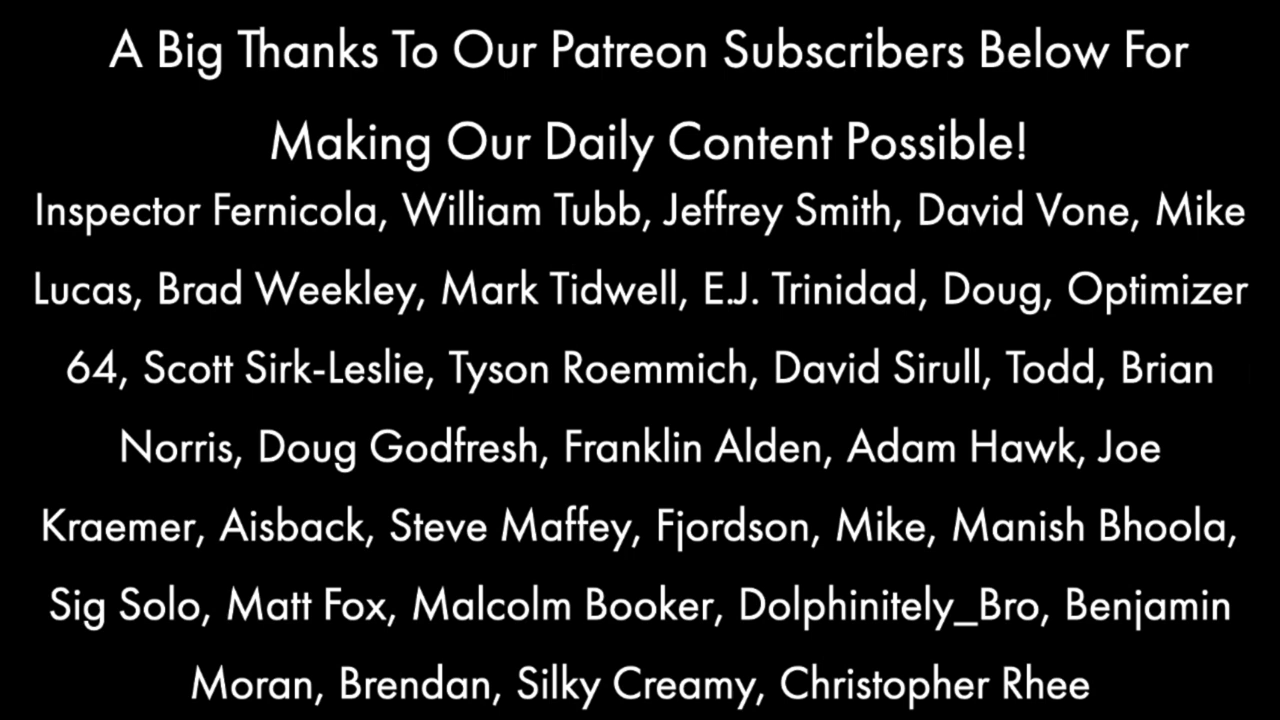 A Big Thanks To Our Patreon Subscribers Below For
Making Our Daily Content Possible!
Inspector Fernicola, William Tubb, Jeffrey Smith, David Vone, Mike
Lucas, Brad Weekley, Mark Tidwell, E.J. Trinidad, Doug, Optimizer
64, Scott Sirk-Leslie, Tyson Roemmich, David Sirull, Todd, Brian
Norris, Doug Godfresh, Franklin Alden, Adam Hawk, Joe
Kraemer, Aisback, Steve Maffey, Fjordson, Mike, Manish Bhoola,
Sig Solo, Matt Fox, Malcolm Booker, Dolphinitely_Bro, Benjamin
Moran, Brendan, Silky Creamy, Christopher Rhee